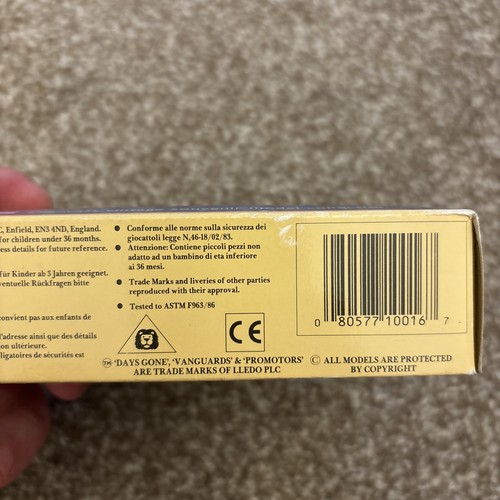 C, Enfield, EN3 4ND, England.
for children under 36 months.
ess details for future reference.
für Kinder ab 3 Jahren geeignet.
ventuelle Rückfragen bitte
convient pas aux enfants de
l'adresse ainsi que des détails
on ultérieure.
ligatoires de sécurités est
• Conforme alle norme sulla sicurezza dei
giocattoli legge N,46-18/02/83.
• Attenzione: Contiene piccoli pezzi non
adatto ad un bambino di eta inferiore
ai 36 mesi.
• Trade Marks and liveries of other parties
reproduced with their approval.
• Tested to ASTM F963/86
CE
TM 'DAYS GONE', 'VANGUARDS' & 'PROMOTORS'
ARE TRADE MARKS OF LLEDO PLC
0 80577 10016 7
© ALL MODELS ARE PROTECTED
BY COPYRIGHT